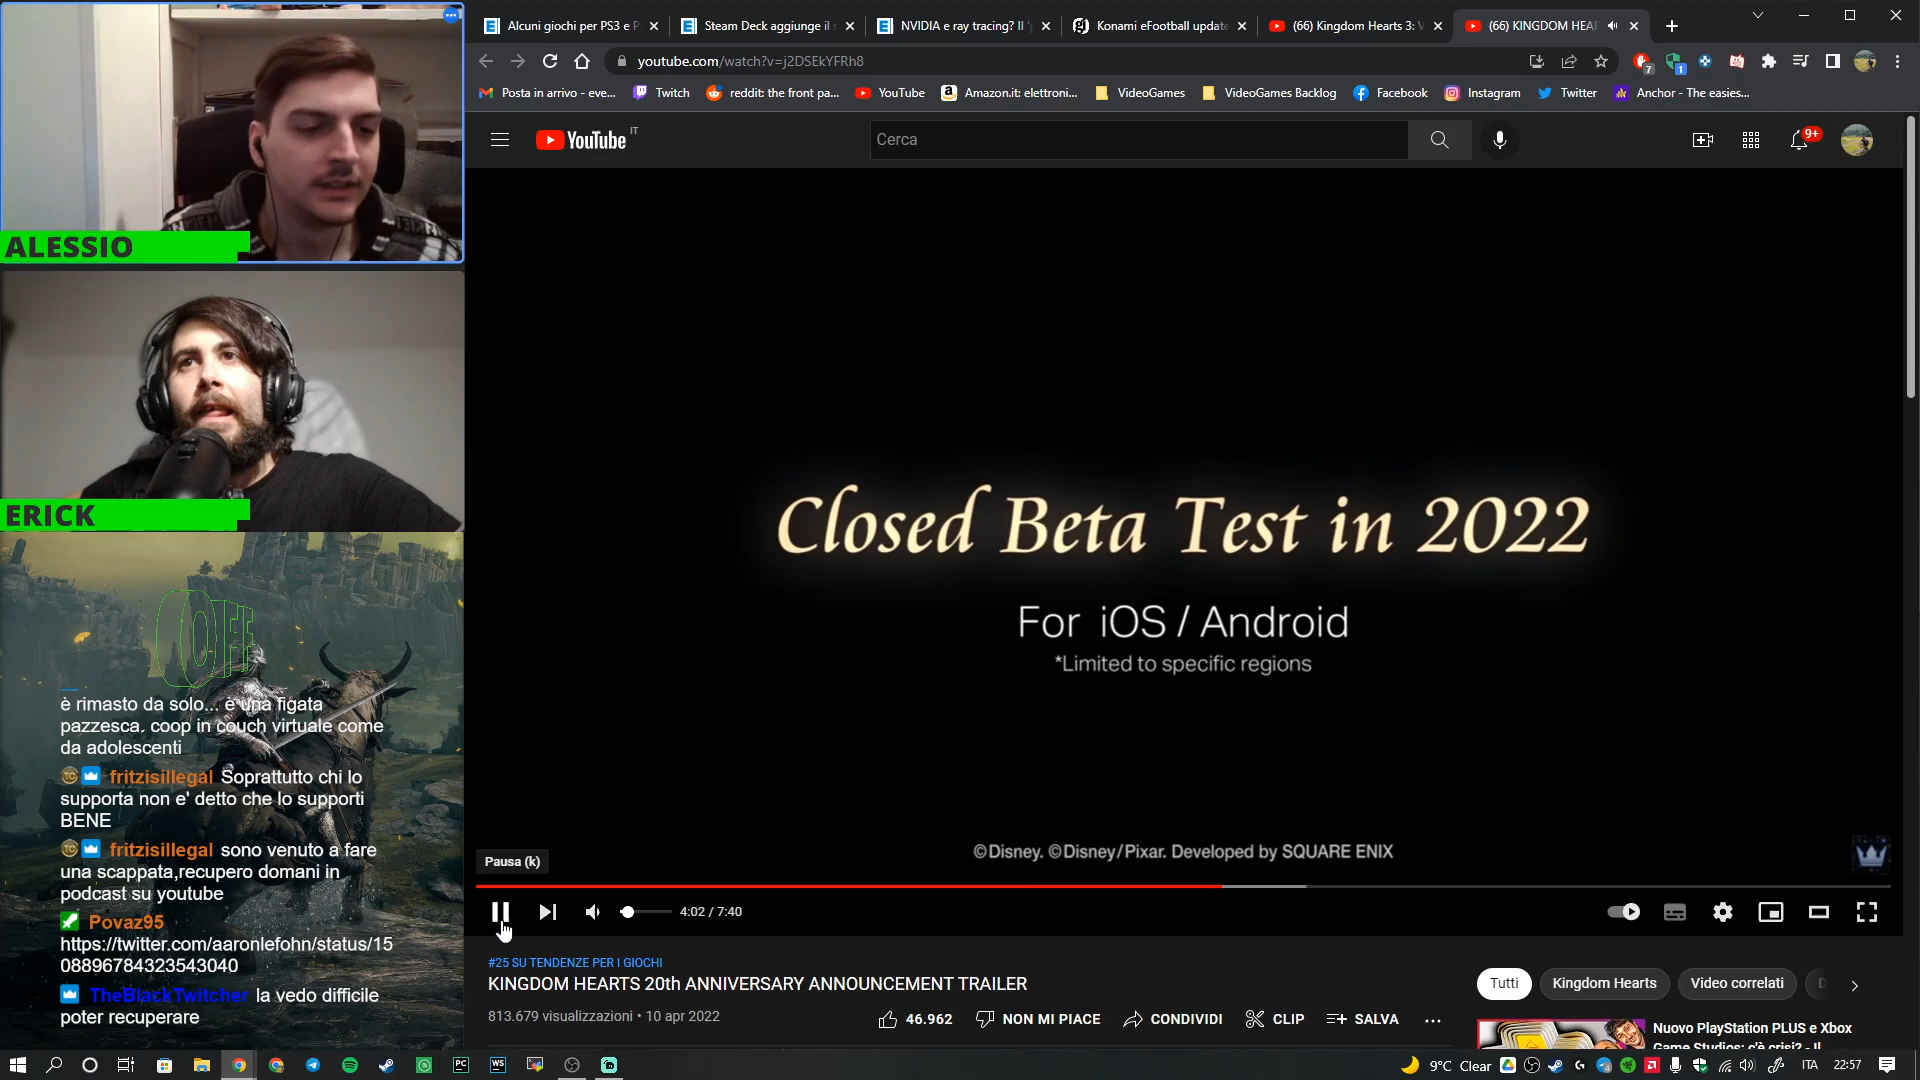 Alcuni giochi per PS3 e P
Steam Deck aggiunge il s
NVIDIA e ray tracing? Il '
Konami eFootball update
(66) Kingdom Hearts 3: V
(66) KINGDOM HEAR
youtube.com/watch?v=j2DSEkYFRh8
7
1
Posta in arrivo - eve...
Twitch
reddit: the front pa...
YouTube
Amazon.it: elettroni...
VideoGames
VideoGames Backlog
Facebook
Instagram
Twitter
Anchor - The easies...
YouTube IT
Cerca
9+
ALESSIO
ERICK
Closed Beta Test in 2022
For iOS / Android
*Limited to specific regions
©Disney. ©Disney/Pixar. Developed by SQUARE ENIX
Pausa (k)
4:02 / 7:40
è rimasto da solo... è una figata
pazzesca. coop in couch virtuale come
da adolescenti
fritzisillegal Soprattutto chi lo
supporta non e' detto che lo supporti
BENE
fritzisillegal sono venuto a fare
una scappata,recupero domani in
podcast su youtube
Povaz95
https://twitter.com/aaronlefohn/status/15
08896784323543040
TheBlackTwitcher la vedo difficile
poter recuperare
#25 SU TENDENZE PER I GIOCHI
KINGDOM HEARTS 20th ANNIVERSARY ANNOUNCEMENT TRAILER
813.679 visualizzazioni • 10 apr 2022
46.962
NON MI PIACE
CONDIVIDI
CLIP
SALVA
Tutti
Kingdom Hearts
Video correlati
Nuovo PlayStation PLUS e Xbox
Game Studios: c'è crisi? - Il
9°C Clear
ITA
22:57